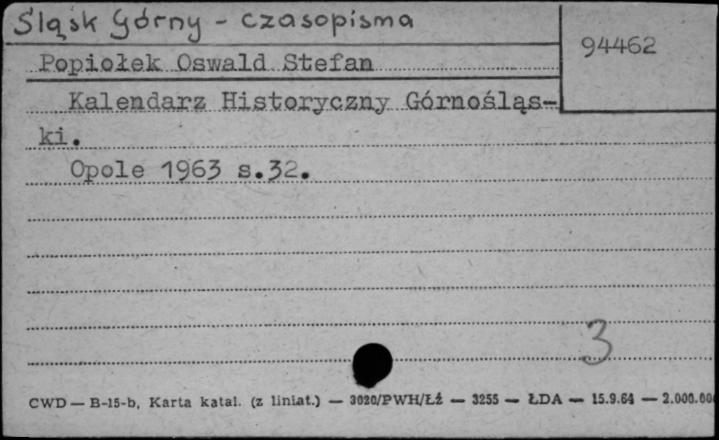 Śląsk Górny - czasopisma
94462
Popiołek Oswald Stefan
Kalendarz Historyczny Górnośląs-
ki.
Opole 1963 s.32.
3
CWD — B-15-b, Karta katal. (z liniat.) — 3020/PWH/Łź — 3255 — ŁDA — 15.9.64 — 2.000.00